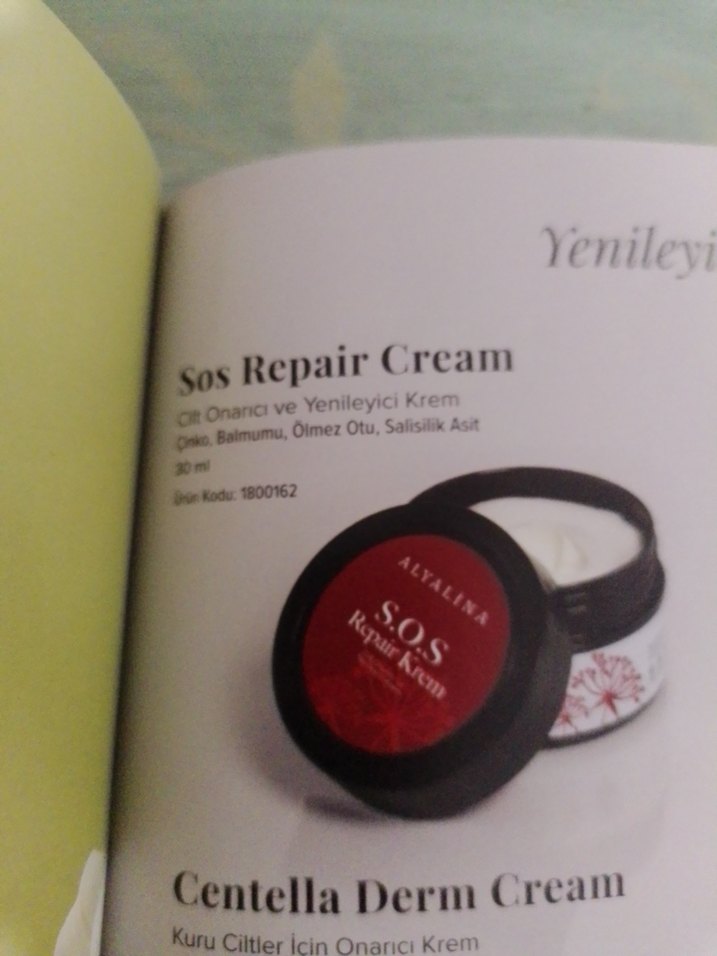 Yenileyi
Sos Repair Cream
Cilt Onarıcı ve Yenileyici Krem
Çinko, Balmumu, Ölmez Otu, Salisilik Asit
30 ml
Ürün Kodu: 1800162
ALYALINA
S.O.S
Repair Krem
Centella Derm Cream
Kuru Ciltler İçin Onarıcı Krem